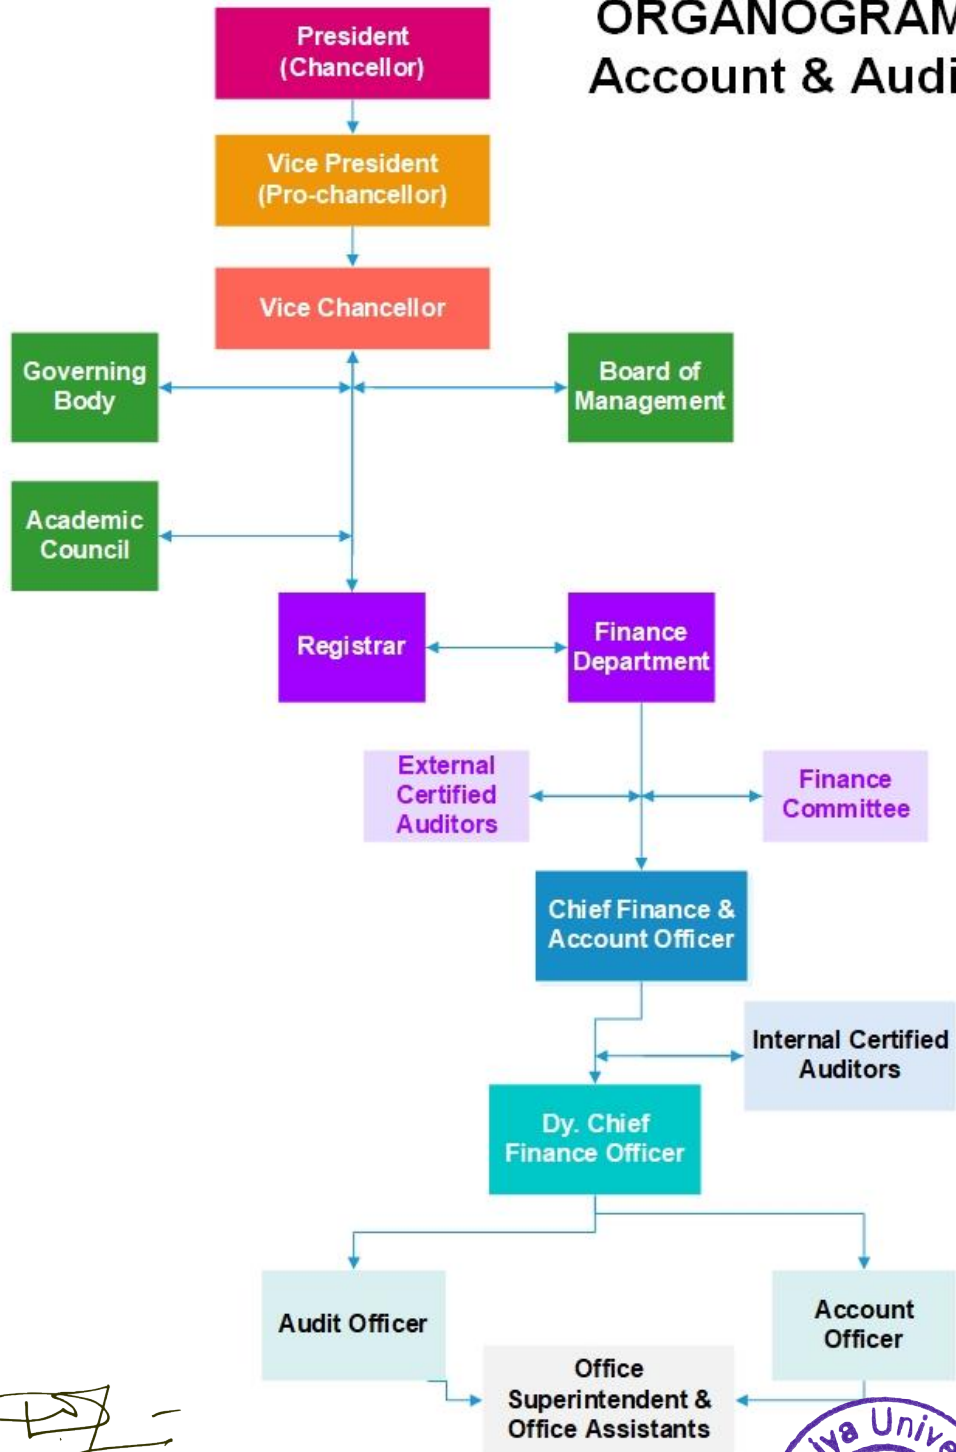 ORGANOGRAM
Account & Audi
President
(Chancellor)
Vice President
(Pro-chancellor)
Vice Chancellor
Governing
Body
Board of
Management
Academic
Council
Registrar
Finance
Department
External
Certified
Auditors
Finance
Committee
Chief Finance &
Account Officer
Internal Certified
Auditors
Dy. Chief
Finance Officer
Audit Officer
Account
Officer
Office
Superintendent &
Office Assistants